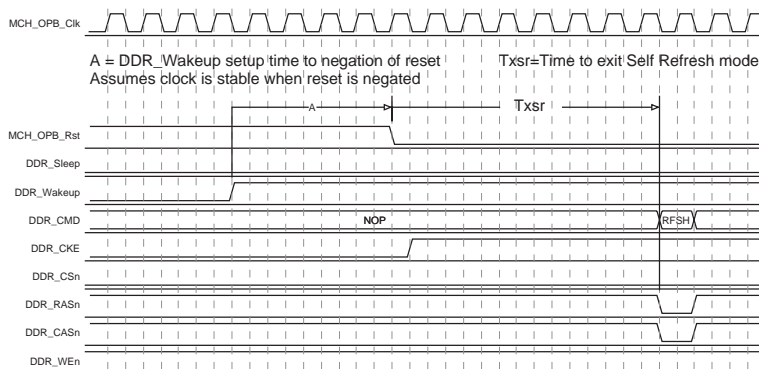 MCH_OPB_Clk
A = DDR_Wakeup setup time to negation of reset
Txsr=Time to exit Self Refresh mode
Assumes clock is stable when reset is negated
A
Txsr
MCH_OPB_Rst
DDR_Sleep
DDR_Wakeup
DDR_CMD
NOP
RFSH
DDR_CKE
DDR_CSn
DDR_RASn
DDR_CASn
DDR_WEn